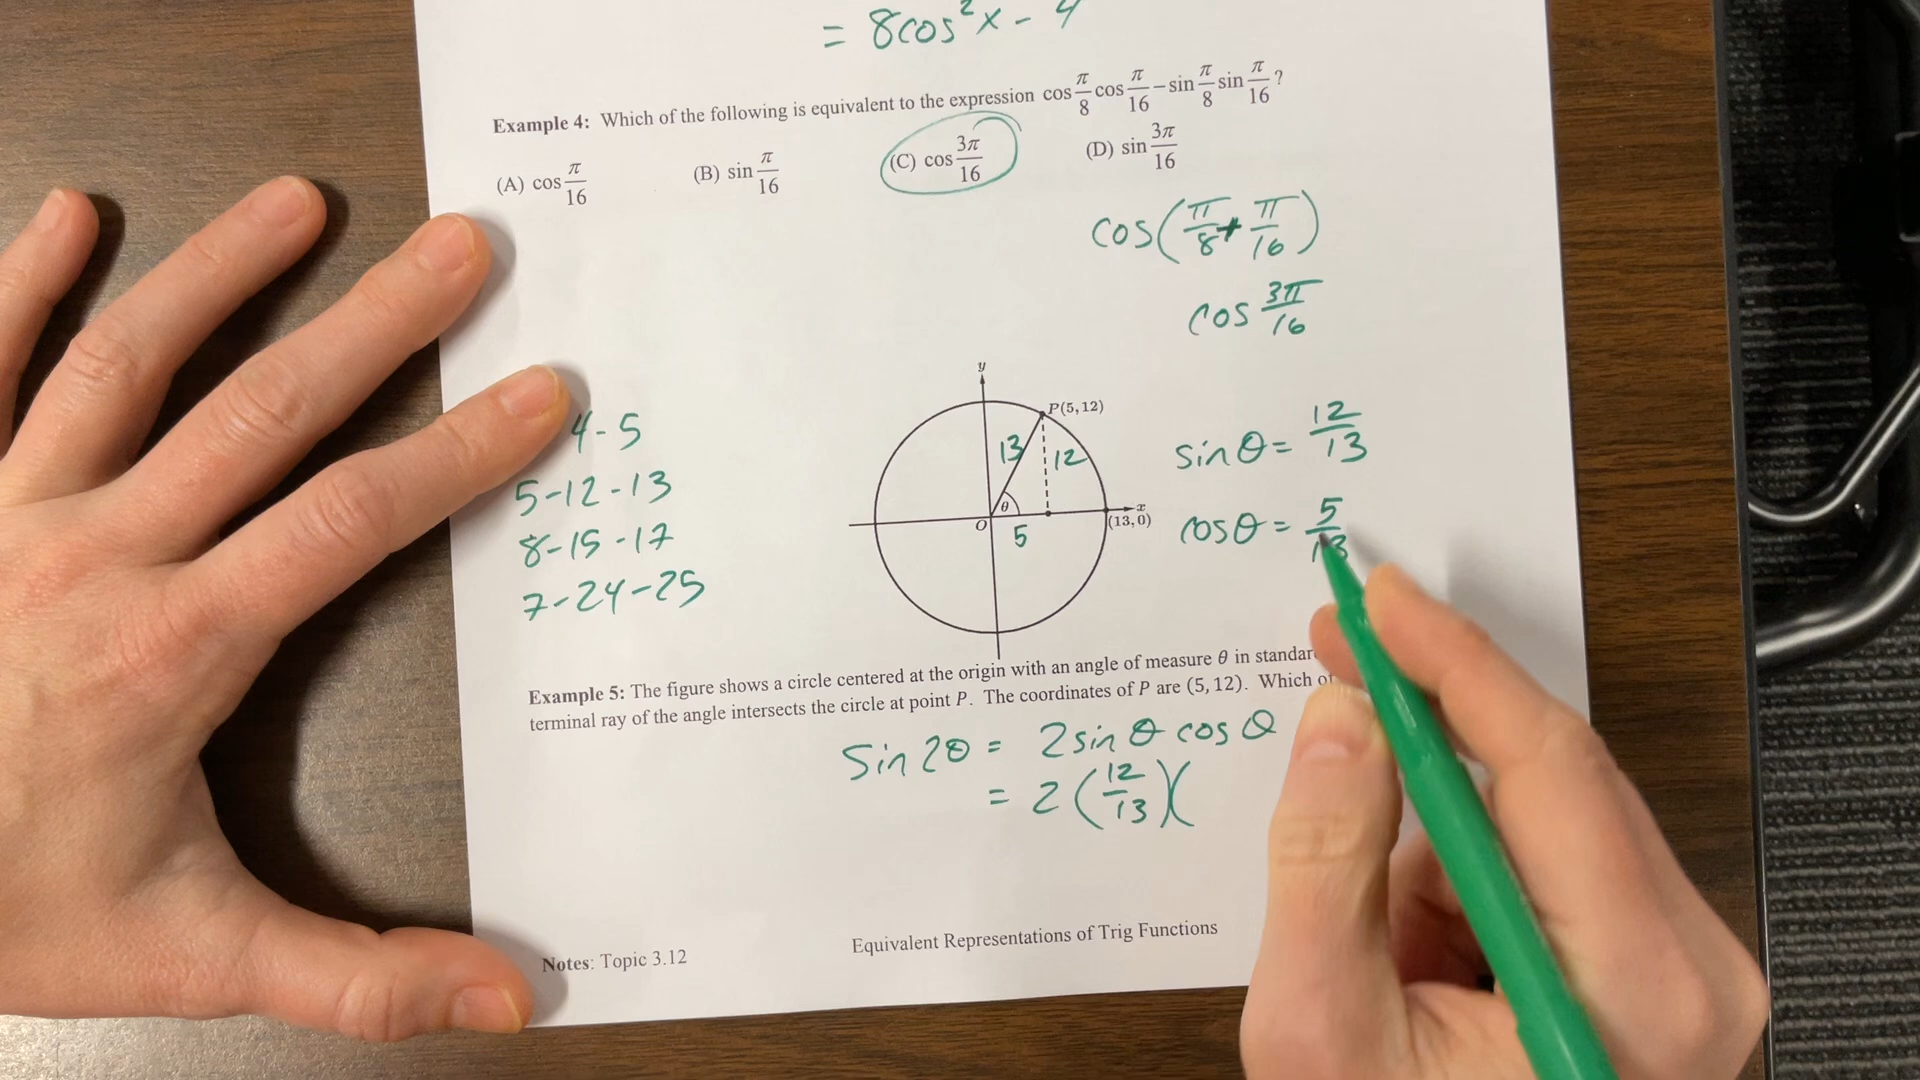 = 8cos²x - 4
Example 4: Which of the following is equivalent to the expression cos π/8 cos π/16 − sin π/8 sin π/16?
(A) cos π/16 (B) sin π/16 (C) cos 3π/16 (D) sin 3π/16
cos(π/8 + π/16)
cos 3π/16
4-5
5-12-13
8-15-17
7-24-25
y
P(5, 12)
13
12
θ
O
x
(13, 0)
5
sin θ = 12/13
cos θ = 5/13
Example 5: The figure shows a circle centered at the origin with an angle of measure θ in
terminal ray of the angle intersects the circle at point P. The coordinates of P are (5, 12). Which
Sin 2θ = 2 sin θ cos θ
= 2 (12/13)(
Notes: Topic 3.12
Equivalent Representations of Trig Functions